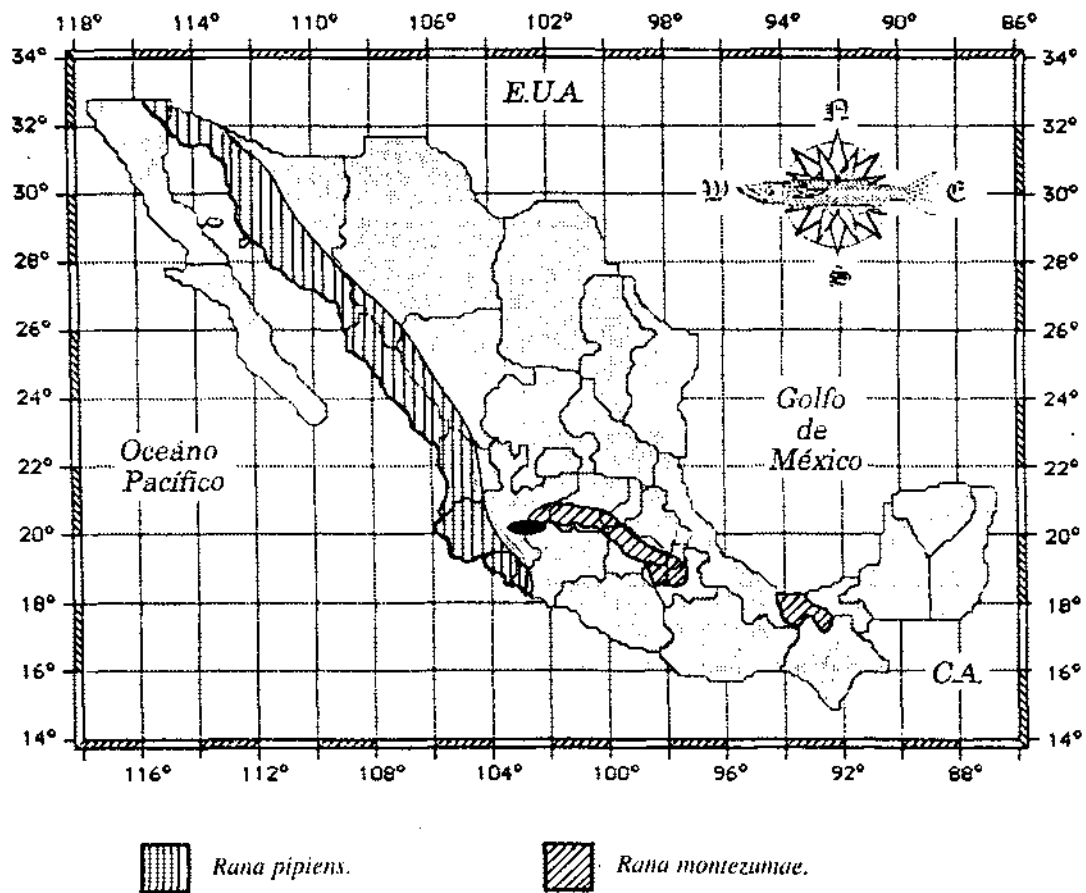 118° 114° 110° 106° 102° 98° 94° 90° 86°
34° 34°
E.U.A.
N
32° 32°
30° W E 30°
28° S 28°
26° 26°
24° 24°
Golfo
de
México
Oceáno
Pacífico
22° 22°
20° 20°
18° 18°
16° C.A. 16°
14° 14°
116° 112° 108° 104° 100° 96° 92° 88°
Rana pipiens. Rana montezumae.